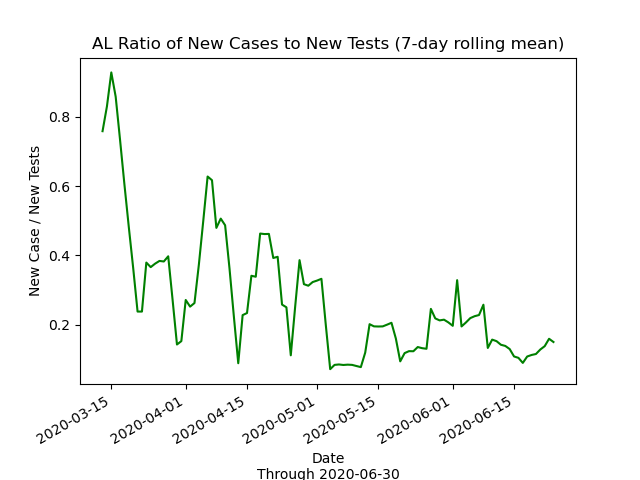 AL Ratio of New Cases to New Tests (7-day rolling mean)
New Case / New Tests
0.8
0.6
0.4
0.2
2020-03-15
2020-04-01
2020-04-15
2020-05-01
2020-05-15
2020-06-01
2020-06-15
Date
Through 2020-06-30